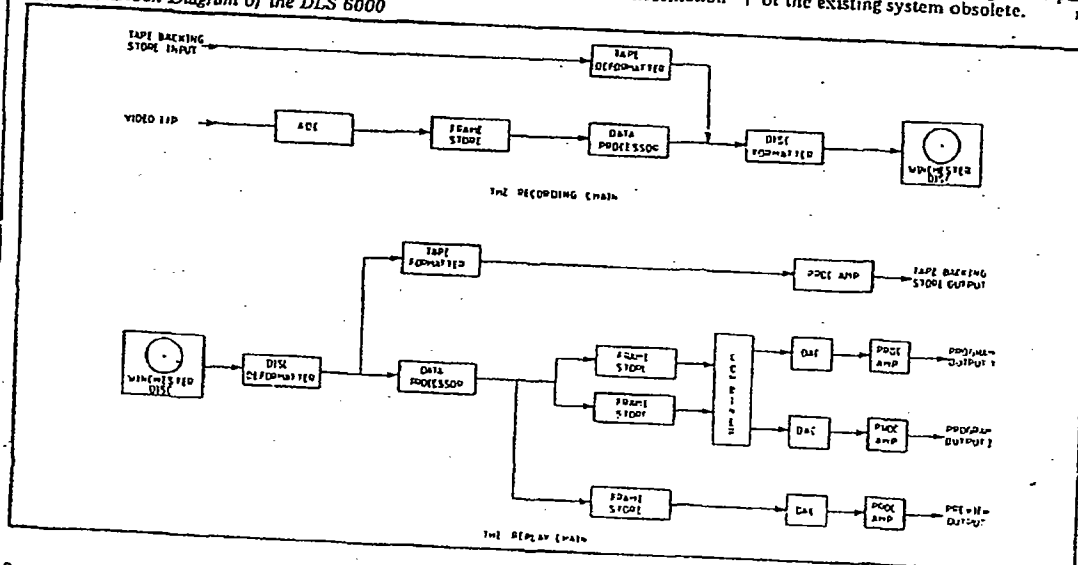 Diagram of the DLS 6000
of the existing system obsolete.
TAPE BACKING
STORE INPUT
TAPE
DEFORMATTER
VIDEO I/P
ADC
FRAME
STORE
DATA
PROCESSOR
DISC
FORMATTER
WINCHESTER
DISC
THE RECORDING CHAIN
TAPE
FORMATTER
PROC AMP
TAPE BACKING
STORE OUTPUT
WINCHESTER
DISC
DISC
DEFORMATTER
DATA
PROCESSOR
FRAME
STORE
FRAME
STORE
DAC
PROC
AMP
PROGRAM
OUTPUT 1
DAC
PROC
AMP
PROGRAM
OUTPUT 2
FRAME
STORE
DAC
PROC
AMP
PREVIEW
OUTPUT
THE REPLAY CHAIN